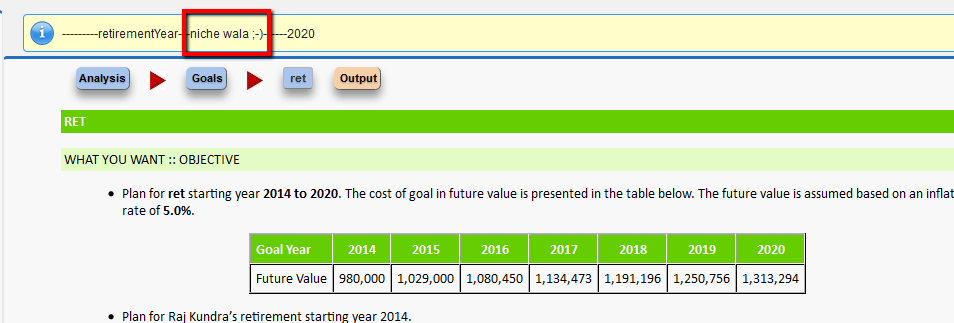 ---------retirementYear---niche wala ;-)------2020
Analysis Goals ret Output
RET
WHAT YOU WANT :: OBJECTIVE
• Plan for ret starting year 2014 to 2020. The cost of goal in future value is presented in the table below. The future value is assumed based on an inflat
rate of 5.0%.
Goal Year 2014 2015 2016 2017 2018 2019 2020
Future Value 980,000 1,029,000 1,080,450 1,134,473 1,191,196 1,250,756 1,313,294
• Plan for Raj Kundra's retirement starting year 2014.